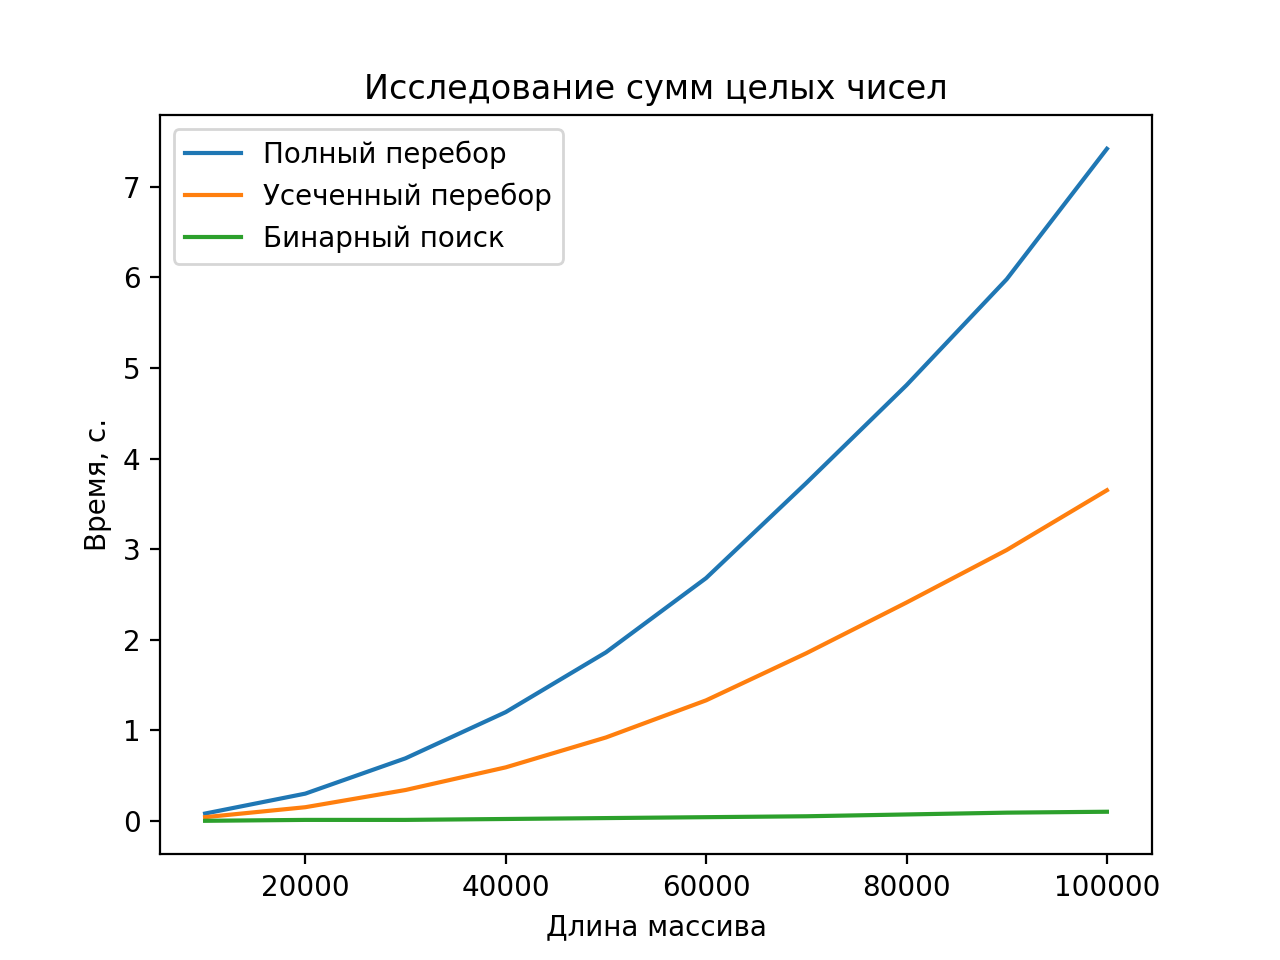 Исследование сумм целых чисел
Полный перебор
Усеченный перебор
Бинарный поиск
7
6
5
4
3
2
1
0
Время, с.
20000 40000 60000 80000 100000
Длина массива